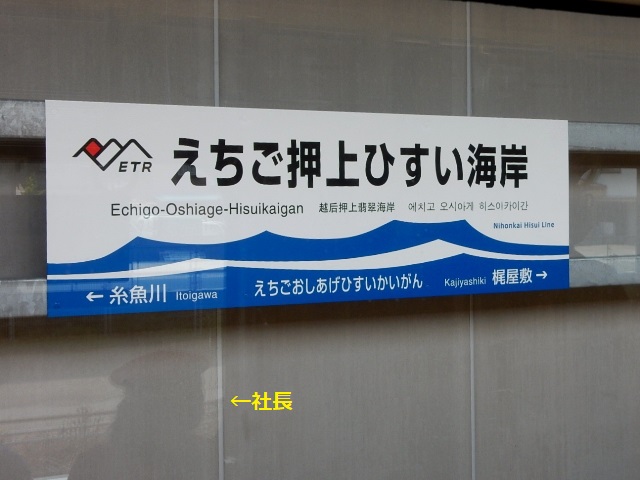 ETR
えちご押上ひすい海岸
Echigo-Oshiage-Hisuikaigan 越后押上翡翠海岸 에치고 오시아게 히스이카이간
Nihonkai Hisui Line
←糸魚川 Itoigawa えちごおしあげひすいかいがん Kajiyashiki 梶屋敷→
←社長